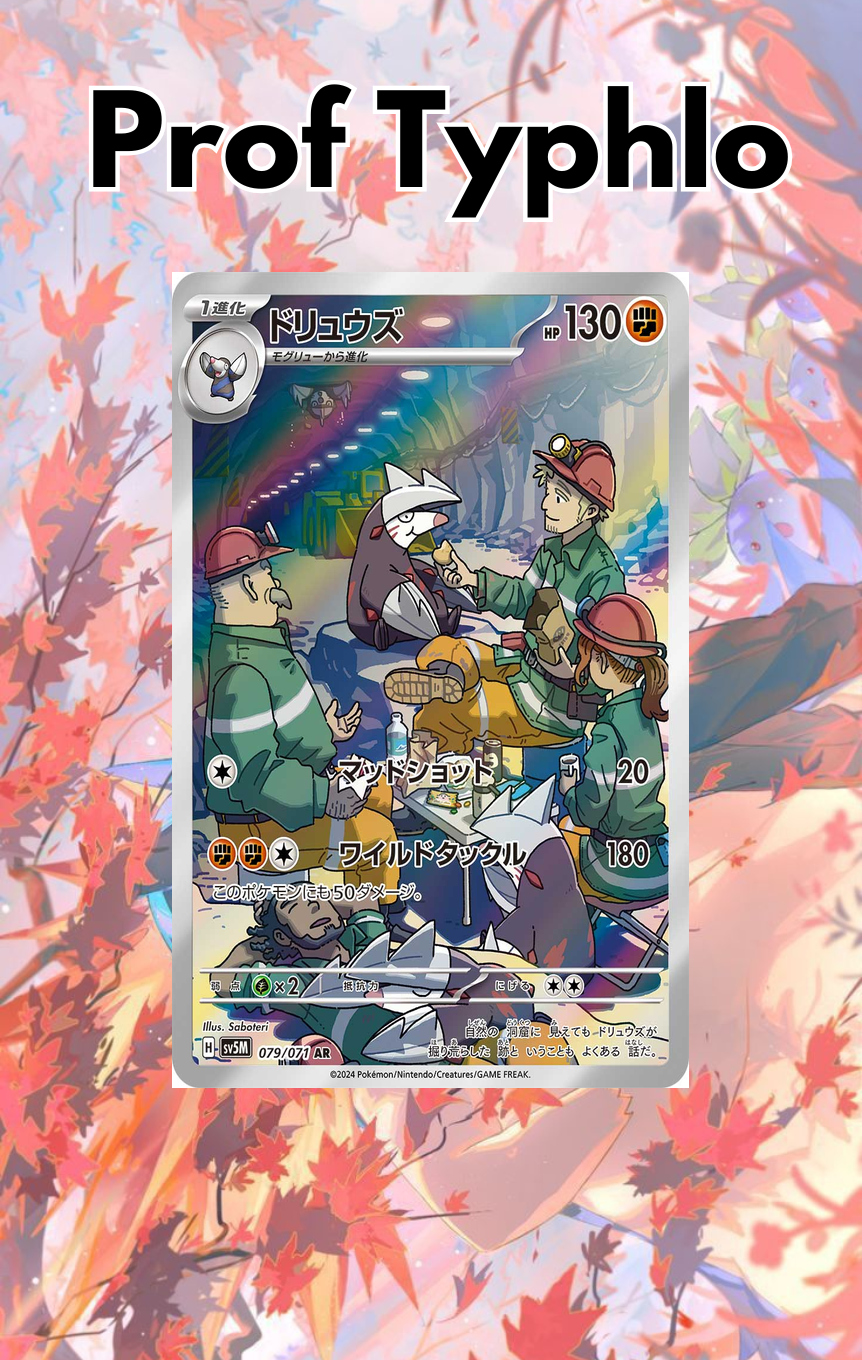 Prof Typhlo
1進化
ドリュウズ
HP 130
モグリューから進化
マッドショット 20
ワイルドタックル 180
このポケモンにも50ダメージ。
弱点 ×2 抵抗力 にげる
Illus. Saboteri
自然の 洞窟に 見えても ドリュウズが
H sv5M 079/071 AR
掘り荒らした 跡と いうことも よくある 話だ。
©2024 Pokémon/Nintendo/Creatures/GAME FREAK.